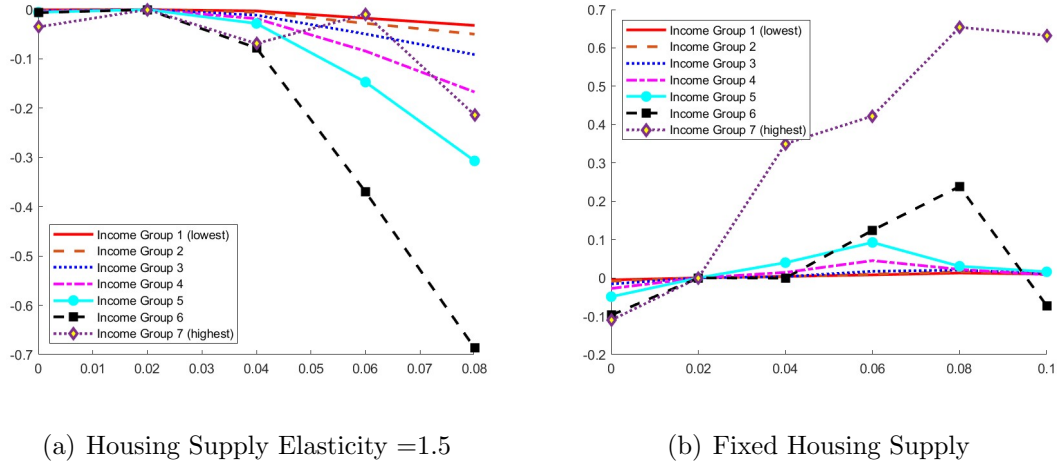 0
-0.1
-0.2
-0.3
-0.4
-0.5
-0.6
-0.7
Income Group 1 (lowest)
Income Group 2
Income Group 3
Income Group 4
Income Group 5
Income Group 6
Income Group 7 (highest)
0 0.01 0.02 0.03 0.04 0.05 0.06 0.07 0.08
0.7
0.6
0.5
0.4
0.3
0.2
0.1
0
-0.1
-0.2
Income Group 1 (lowest)
Income Group 2
Income Group 3
Income Group 4
Income Group 5
Income Group 6
Income Group 7 (highest)
0 0.02 0.04 0.06 0.08 0.1
(a) Housing Supply Elasticity =1.5
(b) Fixed Housing Supply